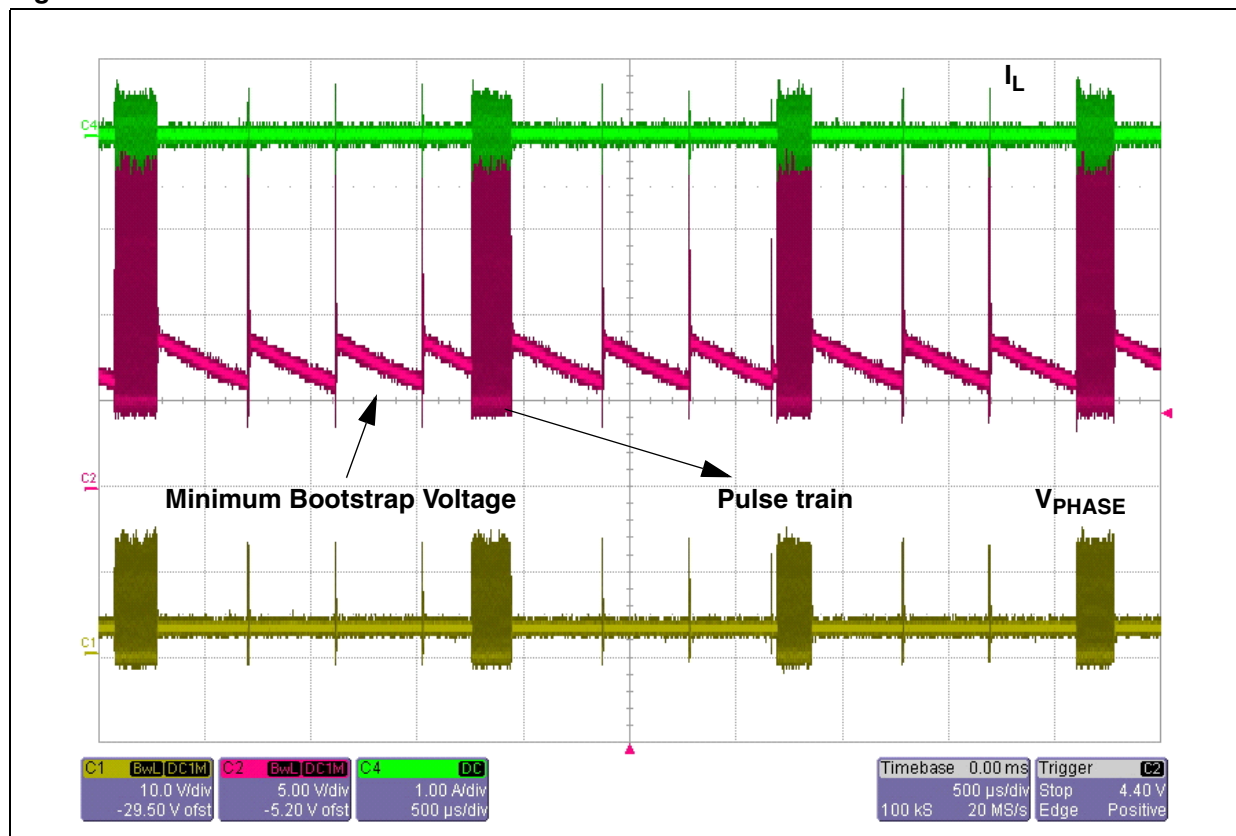 I_L
C4
C2
Minimum Bootstrap Voltage
Pulse train
V_PHASE
C1
C1 BwL DC1M
10.0 V/div
-29.50 V ofst
C2 BwL DC1M
5.00 V/div
-5.20 V ofst
C4 DC
1.00 A/div
500 µs/div
Timebase 0.00 ms
500 µs/div
100 kS 20 MS/s
Trigger C2
Stop 4.40 V
Edge Positive